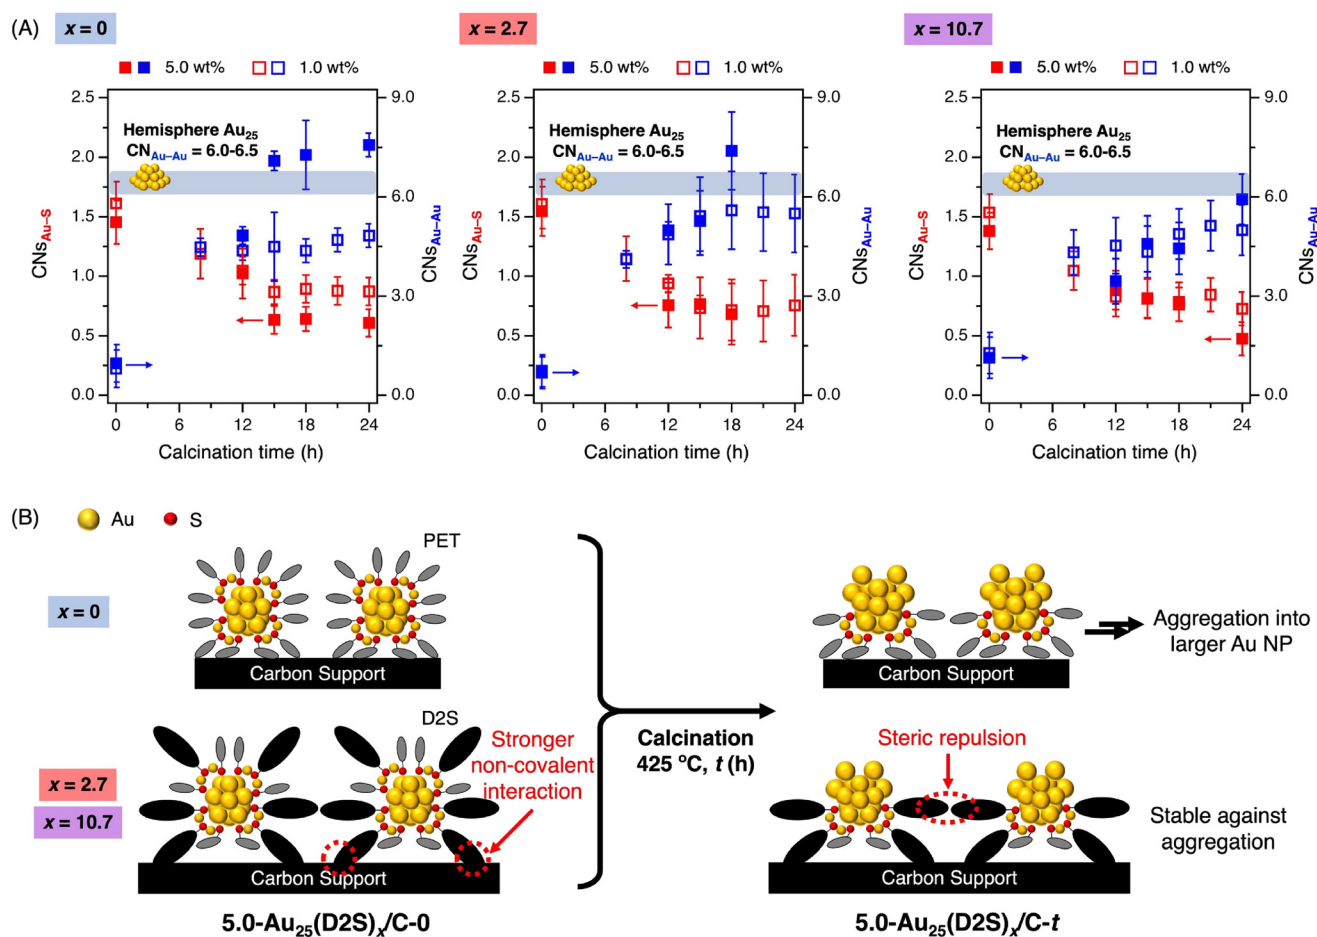 (A)
x = 0
x = 2.7
x = 10.7
5.0 wt%
1.0 wt%
5.0 wt%
1.0 wt%
5.0 wt%
1.0 wt%
2.5
2.0
1.5
1.0
0.5
0.0
CNsAu–S
Hemisphere Au25
CNAu–Au = 6.0-6.5
9.0
6.0
3.0
0.0
CNsAu–Au
0
6
12
18
24
Calcination time (h)
2.5
2.0
1.5
1.0
0.5
0.0
CNsAu–S
Hemisphere Au25
CNAu–Au = 6.0-6.5
9.0
6.0
3.0
0.0
CNsAu–Au
0
6
12
18
24
Calcination time (h)
2.5
2.0
1.5
1.0
0.5
0.0
CNsAu–S
Hemisphere Au25
CNAu–Au = 6.0-6.5
9.0
6.0
3.0
0.0
CNsAu–Au
0
6
12
18
24
Calcination time (h)
(B)
Au
S
PET
x = 0
Carbon Support
D2S
Stronger
non-covalent
interaction
x = 2.7
x = 10.7
Carbon Support
5.0-Au25(D2S)x/C-0
Calcination
425 °C, t (h)
Carbon Support
Aggregation into
larger Au NP
Steric repulsion
Stable against
aggregation
Carbon Support
5.0-Au25(D2S)x/C-t